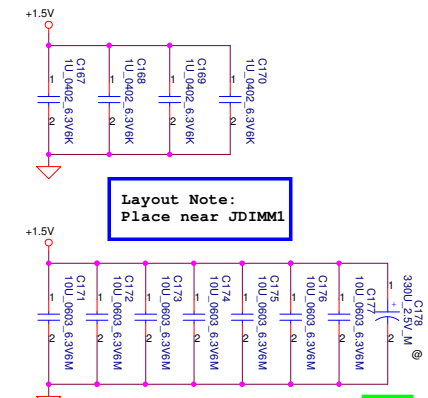 +1.5V
C167
1U_0402_6.3V6K
1
2
C168
1U_0402_6.3V6K
1
2
C169
1U_0402_6.3V6K
1
2
C170
1U_0402_6.3V6K
1
2
Layout Note:
Place near JDIMM1
+1.5V
C171
10U_0603_6.3V6M
1
2
C172
10U_0603_6.3V6M
1
2
C173
10U_0603_6.3V6M
1
2
C174
10U_0603_6.3V6M
1
2
C175
10U_0603_6.3V6M
1
2
C176
10U_0603_6.3V6M
1
2
C177
10U_0603_6.3V6M
1
2
C178
330U_2.5V_M
1
+
2
@